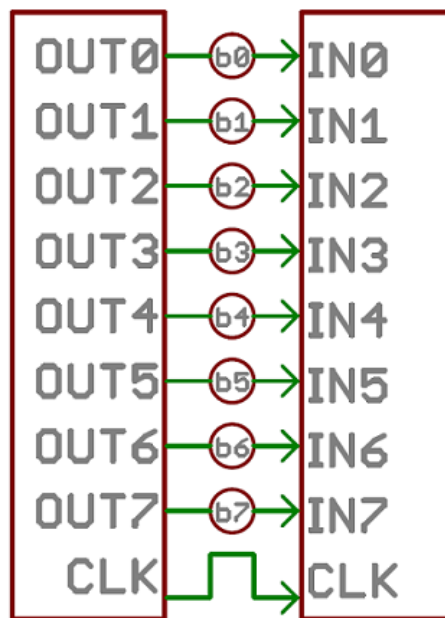 OUT0 b0 IN0
OUT1 b1 IN1
OUT2 b2 IN2
OUT3 b3 IN3
OUT4 b4 IN4
OUT5 b5 IN5
OUT6 b6 IN6
OUT7 b7 IN7
CLK CLK